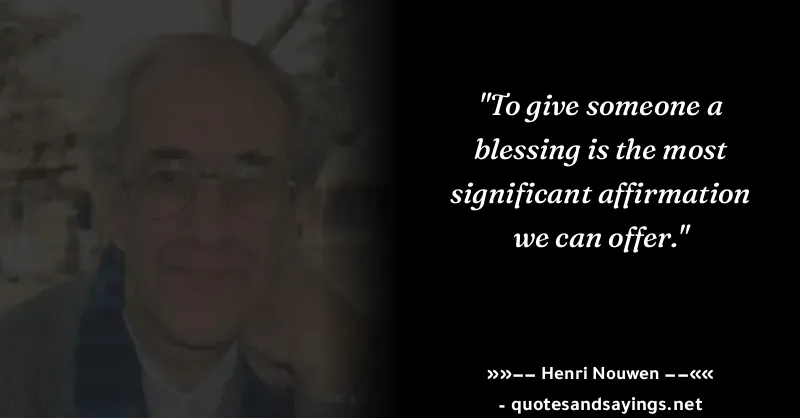 "To give someone a
blessing is the most
significant affirmation
we can offer."
»»−− Henri Nouwen −−««
- quotesandsayings.net